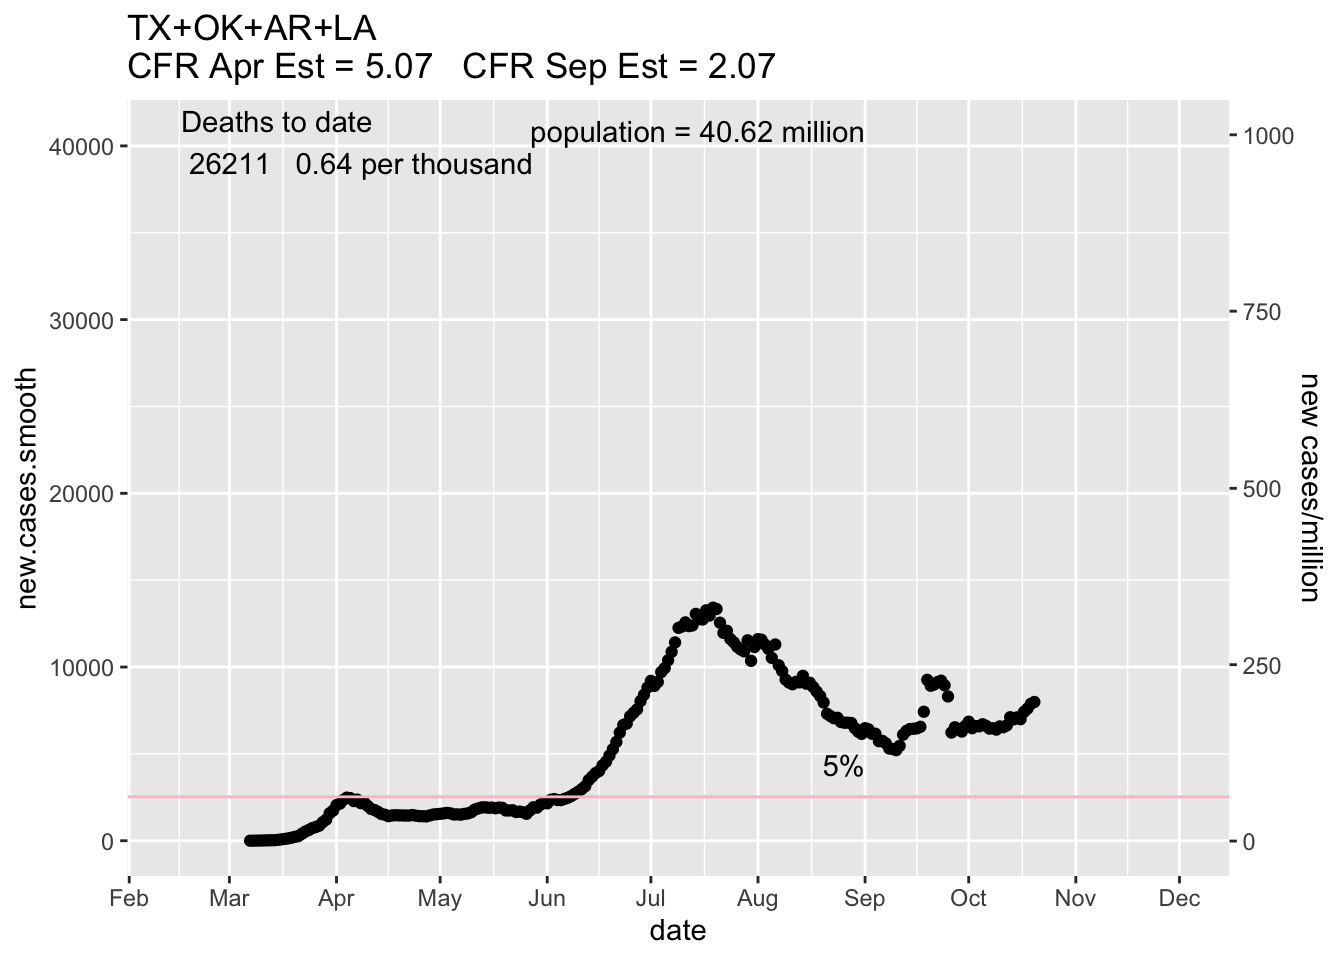 TX+OK+AR+LA
CFR Apr Est = 5.07 CFR Sep Est = 2.07
Deaths to date
population = 40.62 million
26211 0.64 per thousand
40000
30000
20000
10000
0
new.cases.smooth
1000
750
500
250
0
new cases/million
5%
Feb Mar Apr May Jun Jul Aug Sep Oct Nov Dec
date